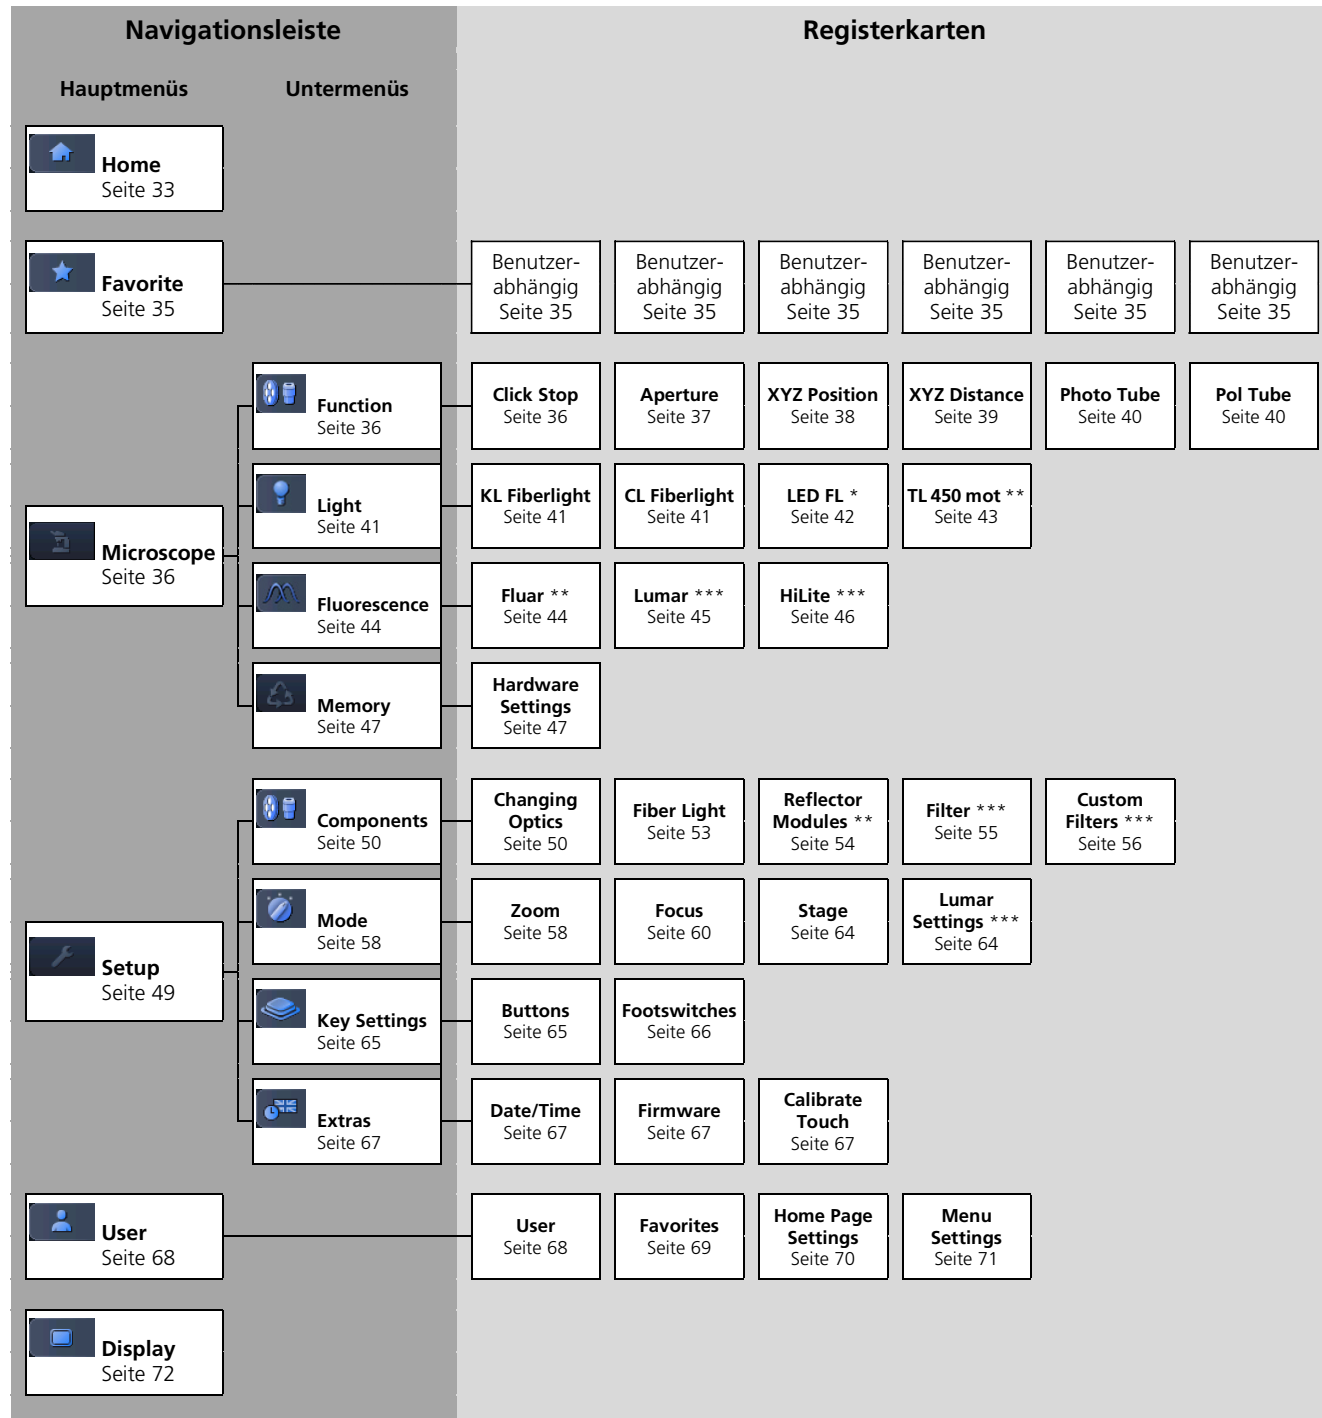 Navigationsleiste
Registerkarten
Hauptmenüs
Untermenüs
Home
Seite 33
Favorite
Seite 35
Benutzer-
abhängig
Seite 35
Benutzer-
abhängig
Seite 35
Benutzer-
abhängig
Seite 35
Benutzer-
abhängig
Seite 35
Benutzer-
abhängig
Seite 35
Benutzer-
abhängig
Seite 35
Microscope
Seite 36
Function
Seite 36
Click Stop
Seite 36
Aperture
Seite 37
XYZ Position
Seite 38
XYZ Distance
Seite 39
Photo Tube
Seite 40
Pol Tube
Seite 40
Light
Seite 41
KL Fiberlight
Seite 41
CL Fiberlight
Seite 41
LED FL *
Seite 42
TL 450 mot **
Seite 43
Fluorescence
Seite 44
Fluar **
Seite 44
Lumar ***
Seite 45
HiLite ***
Seite 46
Memory
Seite 47
Hardware
Settings
Seite 47
Setup
Seite 49
Components
Seite 50
Changing
Optics
Seite 50
Fiber Light
Seite 53
Reflector
Modules **
Seite 54
Filter ***
Seite 55
Custom
Filters ***
Seite 56
Mode
Seite 58
Zoom
Seite 58
Focus
Seite 60
Stage
Seite 64
Lumar
Settings ***
Seite 64
Key Settings
Seite 65
Buttons
Seite 65
Footswitches
Seite 66
Extras
Seite 67
Date/Time
Seite 67
Firmware
Seite 67
Calibrate
Touch
Seite 67
User
Seite 68
User
Seite 68
Favorites
Seite 69
Home Page
Settings
Seite 70
Menu
Settings
Seite 71
Display
Seite 72